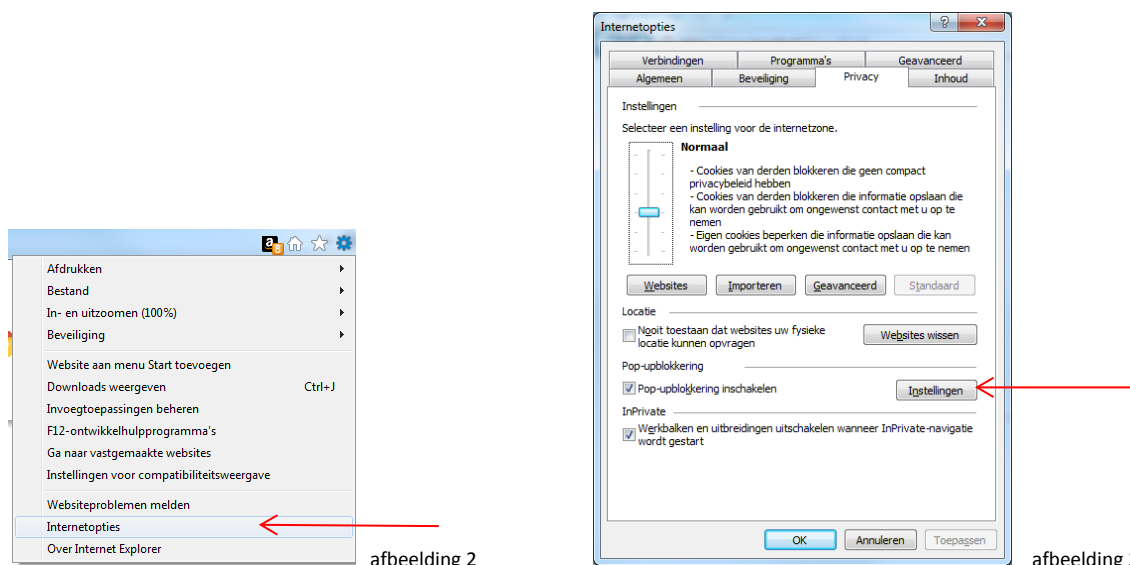 Afdrukken
Bestand
In- en uitzoomen (100%)
Beveiliging
Website aan menu Start toevoegen
Downloads weergeven Ctrl+J
Invoegtoepassingen beheren
F12-ontwikkelhulpprogramma's
Ga naar vastgemaakte websites
Instellingen voor compatibiliteitsweergave
Websiteproblemen melden
Internetopties
Over Internet Explorer
afbeelding 2
Internetopties
Verbindingen Programma's Geavanceerd
Algemeen Beveiliging Privacy Inhoud
Instellingen
Selecteer een instelling voor de internetzone.
Normaal
- Cookies van derden blokkeren die geen compact
privacybeleid hebben
- Cookies van derden blokkeren die informatie opslaan die
kan worden gebruikt om ongewenst contact met u op te
nemen
- Eigen cookies beperken die informatie opslaan die kan
worden gebruikt om ongewenst contact met u op te nemen
Websites Importeren Geavanceerd Standaard
Locatie
Nooit toestaan dat websites uw fysieke
locatie kunnen opvragen
Websites wissen
Pop-upblokkering
Pop-upblokkering inschakelen Instellingen
InPrivate
Werkbalken en uitbreidingen uitschakelen wanneer InPrivate-navigatie
wordt gestart
OK Annuleren Toepassen
afbeelding